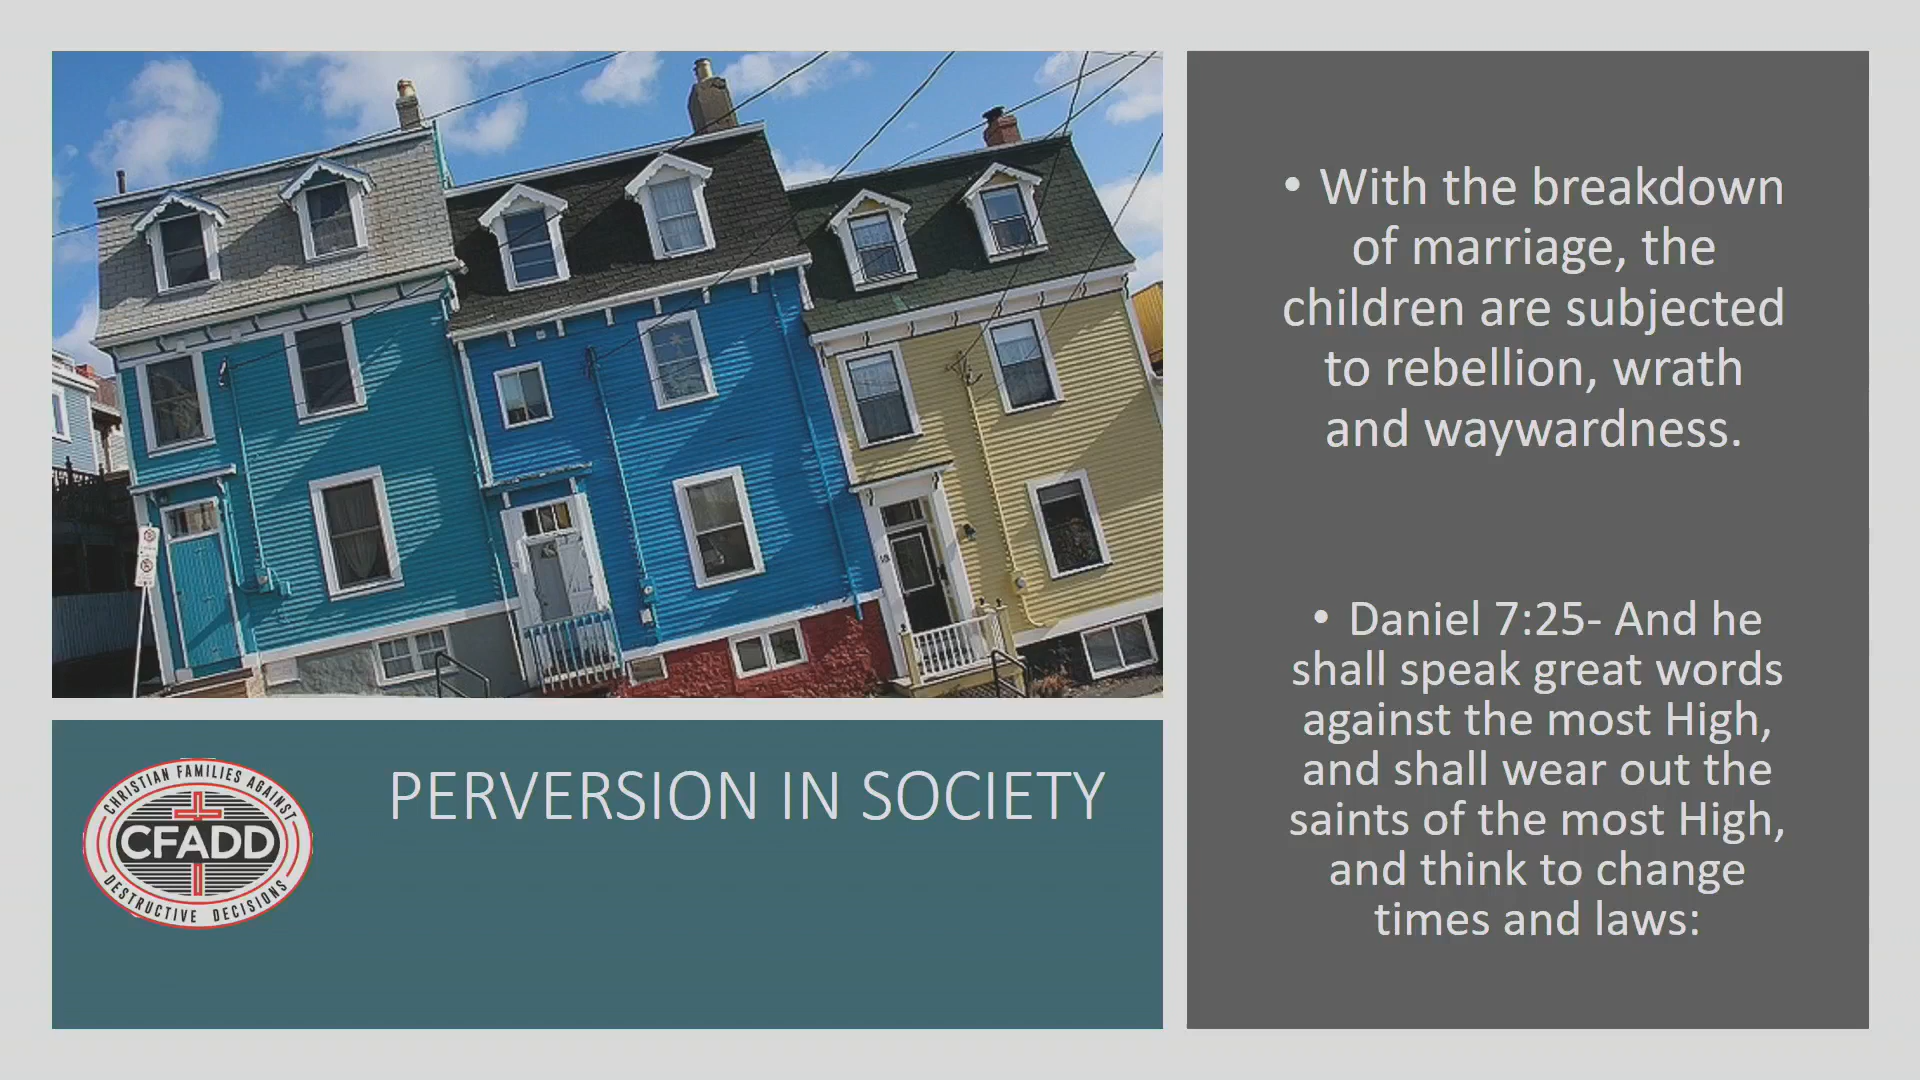 • With the breakdown
of marriage, the
children are subjected
to rebellion, wrath
and waywardness.
• Daniel 7:25- And he
shall speak great words
against the most High,
and shall wear out the
saints of the most High,
and think to change
times and laws:
PERVERSION IN SOCIETY
CHRISTIAN FAMILIES AGAINST
CFADD
DESTRUCTIVE DECISIONS